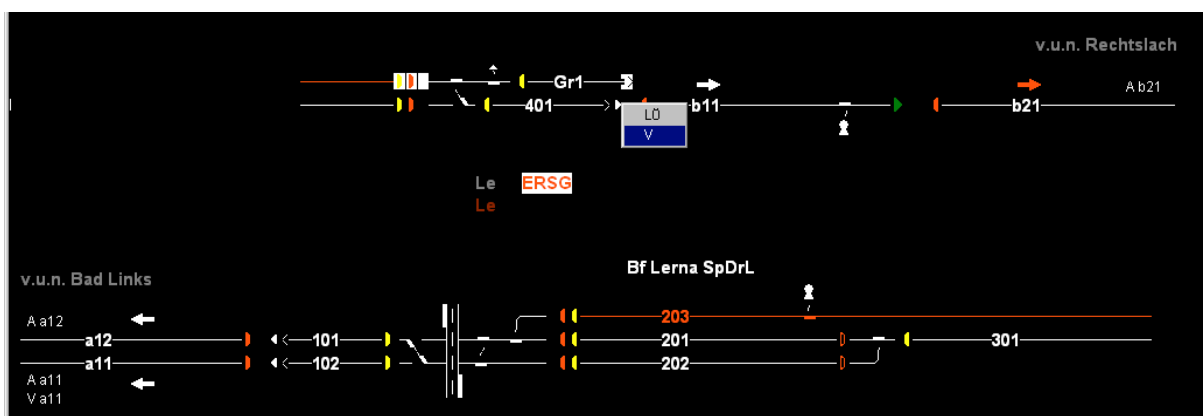 v.u.n. Rechtslach
Gr1
A b21
401
b11
b21
LÖ
V
Le
ERSG
Le
Bf Lerna SpDrL
v.u.n. Bad Links
A a12
203
a12
101
201
301
a11
102
202
A a11
V a11